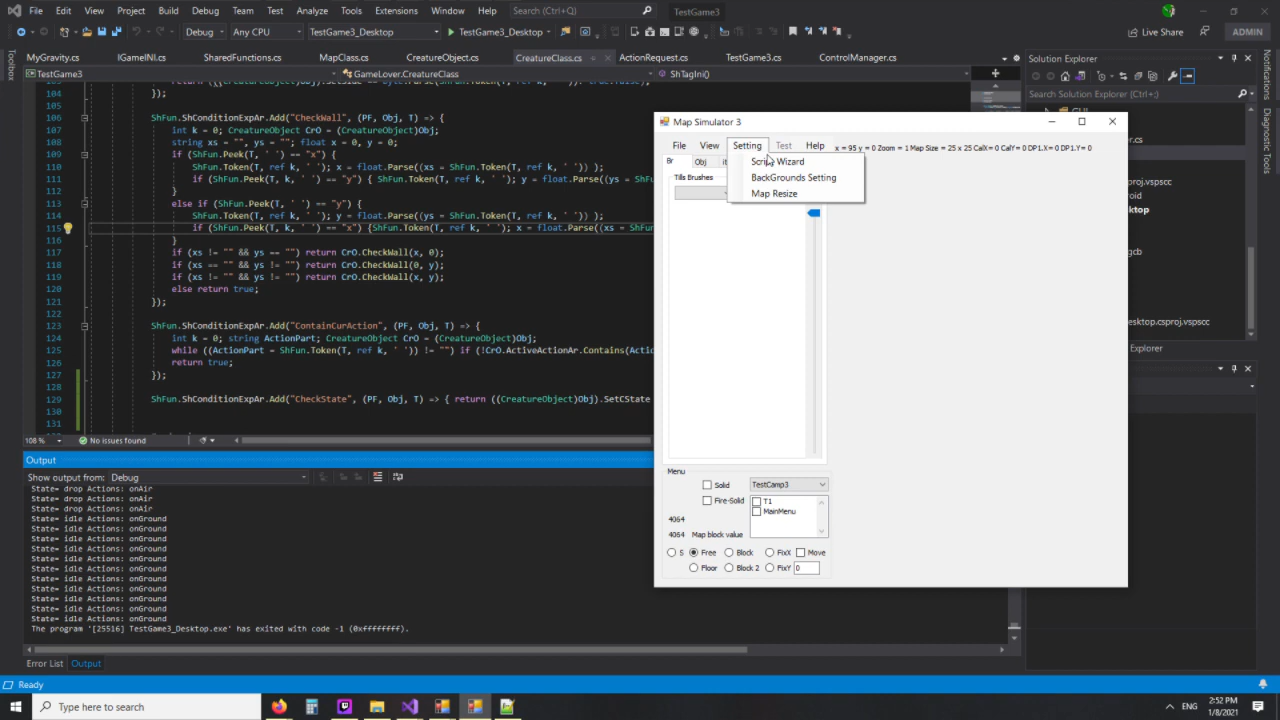 File Edit View Project Build Debug Team Test Analyze Tools Extensions Window Help Search (Ctrl+Q) TestGame3
Debug Any CPU TestGame3_Desktop TestGame3_Desktop Live Share ADMIN
MyGravity.cs IGameINI.cs SharedFunctions.cs MapClass.cs CreatureObject.cs CreatureClass.cs ActionRequest.cs TestGame3.cs ControlManager.cs
TestGame3 GameLover.CreatureClass ShTagIni()
104 });
105
106 ShFun.ShConditionExpAr.Add("CheckWall", (PF, Obj, T) => {
107 int k = 0; CreatureObject CrO = (CreatureObject)Obj;
108 string xs = "", ys = ""; float x = 0, y = 0;
109 if (ShFun.Peek(T, ' ') == "x") {
110 ShFun.Token(T, ref k, ' '); x = float.Parse((xs = ShFun.Token(T, ref k, ' ')) );
111 if (ShFun.Peek(T, k, ' ') == "y") { ShFun.Token(T, ref k, ' '); y = float.Parse((ys
112 }
113 else if (ShFun.Peek(T, ' ') == "y") {
114 ShFun.Token(T, ref k, ' '); y = float.Parse((ys = ShFun.Token(T, ref k, ' ')) );
115 if (ShFun.Peek(T, k, ' ') == "x") {ShFun.Token(T, ref k, ' '); x = float.Parse((xs = ShFun
116 }
117 if (xs != "" && ys == "") return CrO.CheckWall(x, 0);
118 if (xs == "" && ys != "") return CrO.CheckWall(0, y);
119 if (xs != "" && ys != "") return CrO.CheckWall(x, y);
120 else return true;
121 });
122
123 ShFun.ShConditionExpAr.Add("ContainCurAction", (PF, Obj, T) => {
124 int k = 0; string ActionPart; CreatureObject CrO = (CreatureObject)Obj;
125 while ((ActionPart = ShFun.Token(T, ref k, ' ')) != "") if (!CrO.ActiveActionAr.Contains(Actio
126 return true;
127 });
128
129 ShFun.ShConditionExpAr.Add("CheckState", (PF, Obj, T) => { return ((CreatureObject)Obj).SetCState
130
131
108 % No issues found
Output
Show output from: Debug
State= drop Actions: onAir
State= drop Actions: onAir
State= drop Actions: onAir
State= idle Actions: onGround
State= idle Actions: onGround
State= idle Actions: onGround
State= idle Actions: onGround
State= idle Actions: onGround
State= idle Actions: onGround
State= idle Actions: onGround
State= idle Actions: onGround
State= idle Actions: onGround
State= idle Actions: onGround
State= idle Actions: onGround
The program '[25516] TestGame3_Desktop.exe' has exited with code -1 (0xffffffff).
Error List Output
Ready
Map Simulator 3
File View Setting Test Help x = 95 y = 0 Zoom = 1 Map Size = 25 x 25 CalX= 0 CalY= 0 DP1.X= 0 DP1.Y= 0
Br Obj
Script Wizard
BackGrounds Setting
Map Resize
Tills Brushes
Menu
Solid TestCamp3
Fire-Solid T1
MainMenu
4064
4064 Map block value
S Free Block FixX Move
Floor Block 2 FixY 0
Solution Explorer
Search Solution Explorer (Ctrl+;)
Notifications
Diagnostic Tools
Toolbox
Explorer
Type here to search
ENG 2:52 PM
1/8/2021